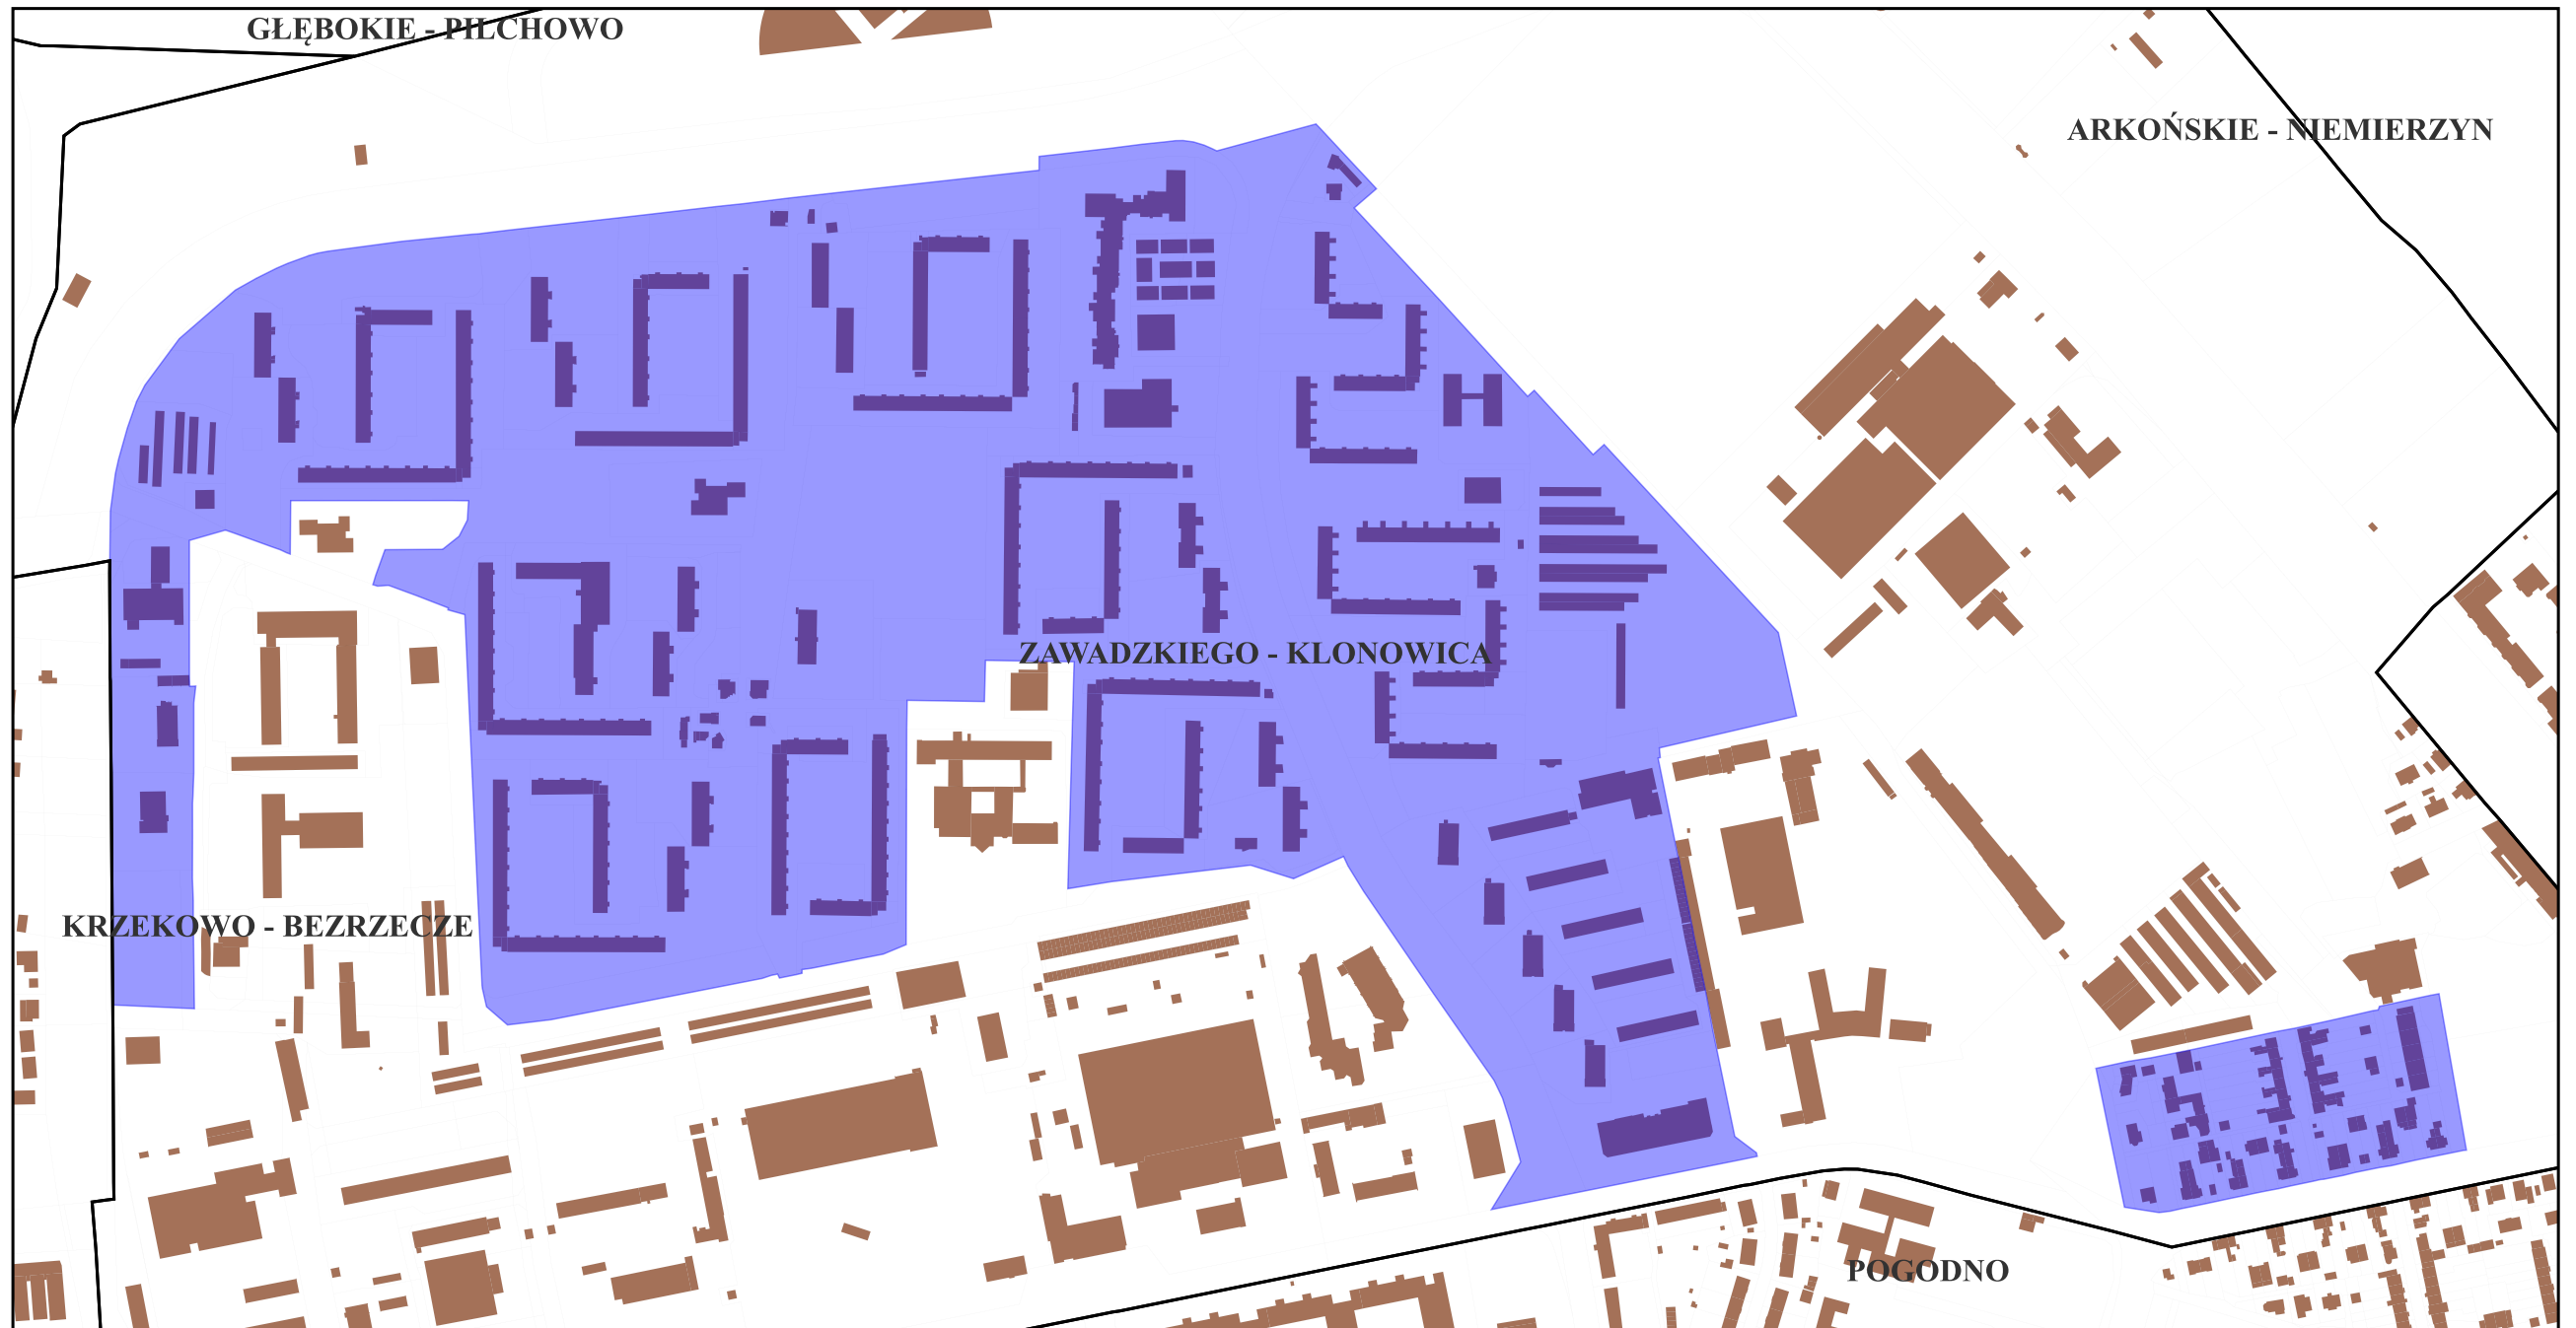 GŁĘBOKIE - PILCHOWO
ARKOŃSKIE - NIEMIERZYN
ZAWADZKIEGO - KLONOWICA
KRZEKOWO - BEZRZECZE
POGODNO